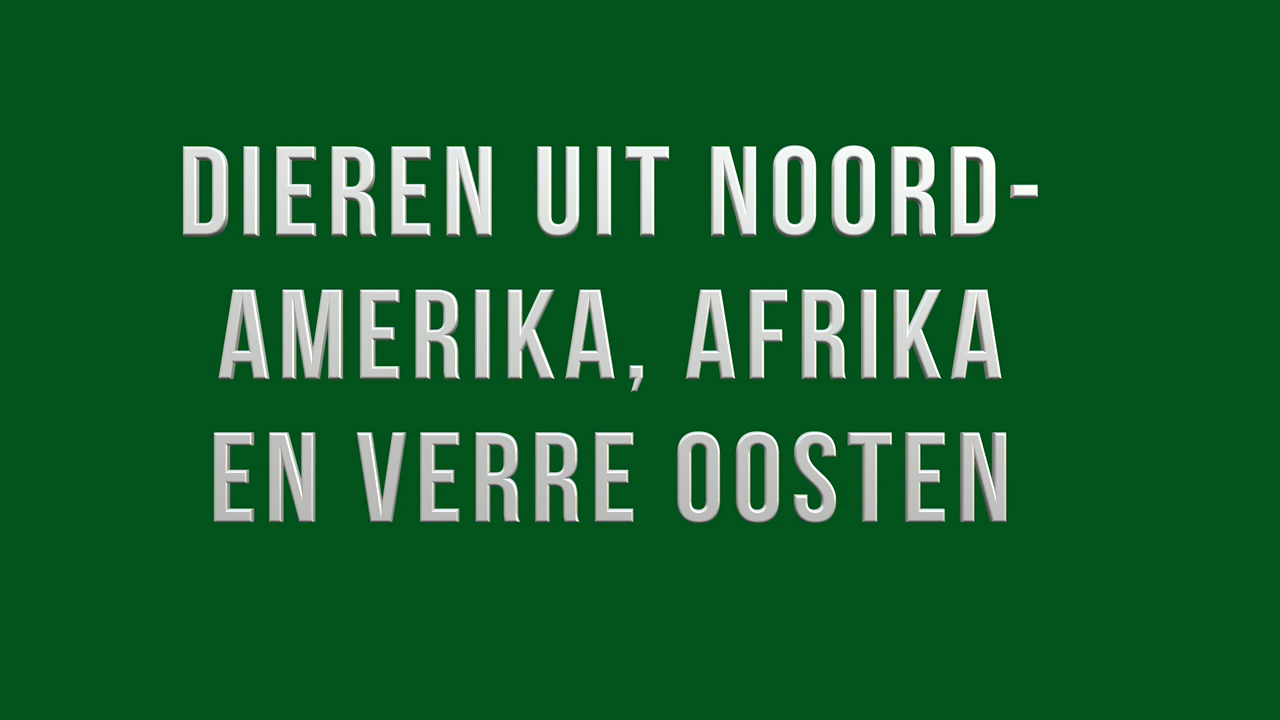 DIEREN UIT NOORD-
AMERIKA, AFRIKA
EN VERRE OOSTEN